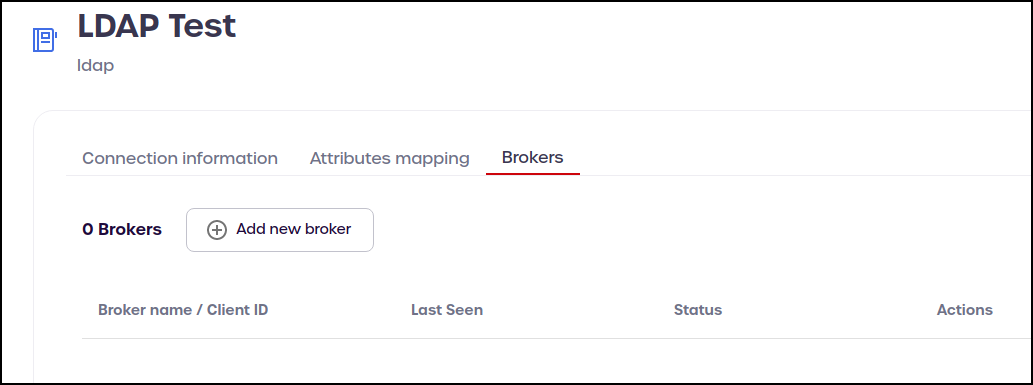 LDAP Test
ldap
Connection information Attributes mapping Brokers
0 Brokers Add new broker
Broker name / Client ID Last Seen Status Actions